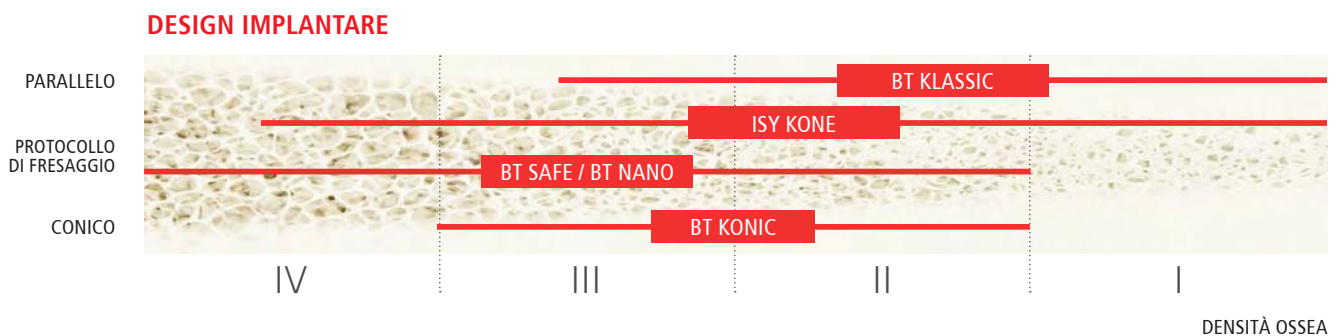 DESIGN IMPLANTARE
PARALLELO
BT KLASSIC
ISY KONE
PROTOCOLLO
DI FRESAGGIO
BT SAFE / BT NANO
CONICO
BT KONIC
IV III II I
DENSITÀ OSSEA